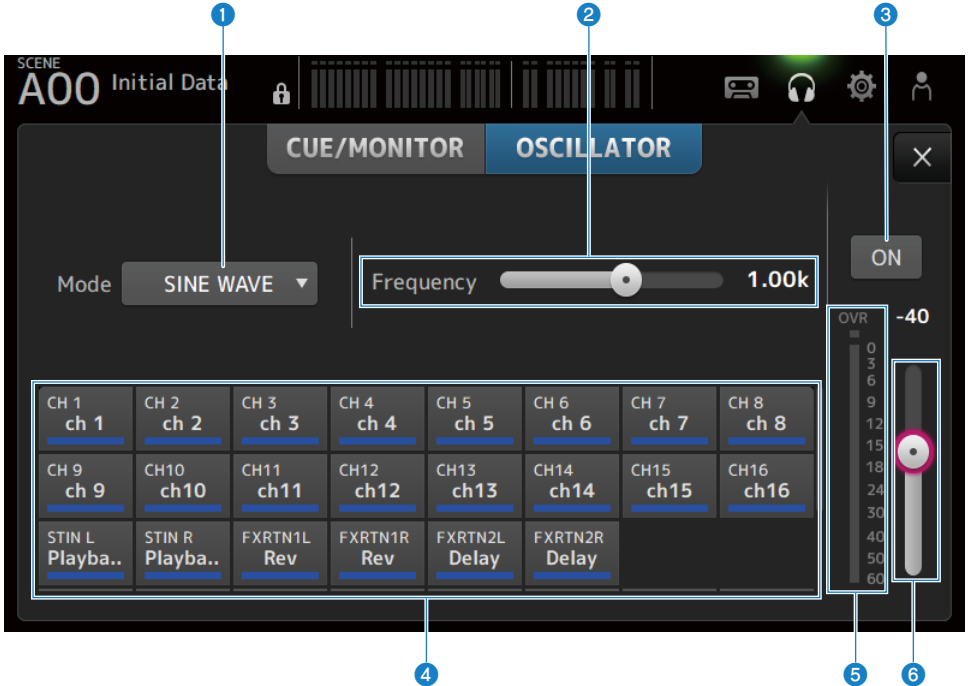 1 2 3
SCENE
A00 Initial Data
CUE/MONITOR OSCILLATOR
Mode SINE WAVE Frequency 1.00k
ON
OVR -40
0
3
6
9
12
15
18
24
30
40
50
60
CH 1 CH 2 CH 3 CH 4 CH 5 CH 6 CH 7 CH 8
ch 1 ch 2 ch 3 ch 4 ch 5 ch 6 ch 7 ch 8
CH 9 CH10 CH11 CH12 CH13 CH14 CH15 CH16
ch 9 ch10 ch11 ch12 ch13 ch14 ch15 ch16
STIN L STIN R FXRTN1L FXRTN1R FXRTN2L FXRTN2R
Playba.. Playba.. Rev Rev Delay Delay
4 5 6